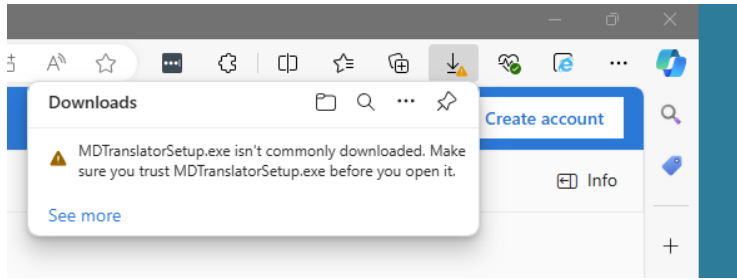 Downloads
MDTranslatorSetup.exe isn't commonly downloaded. Make
sure you trust MDTranslatorSetup.exe before you open it.
See more
Create account
Info